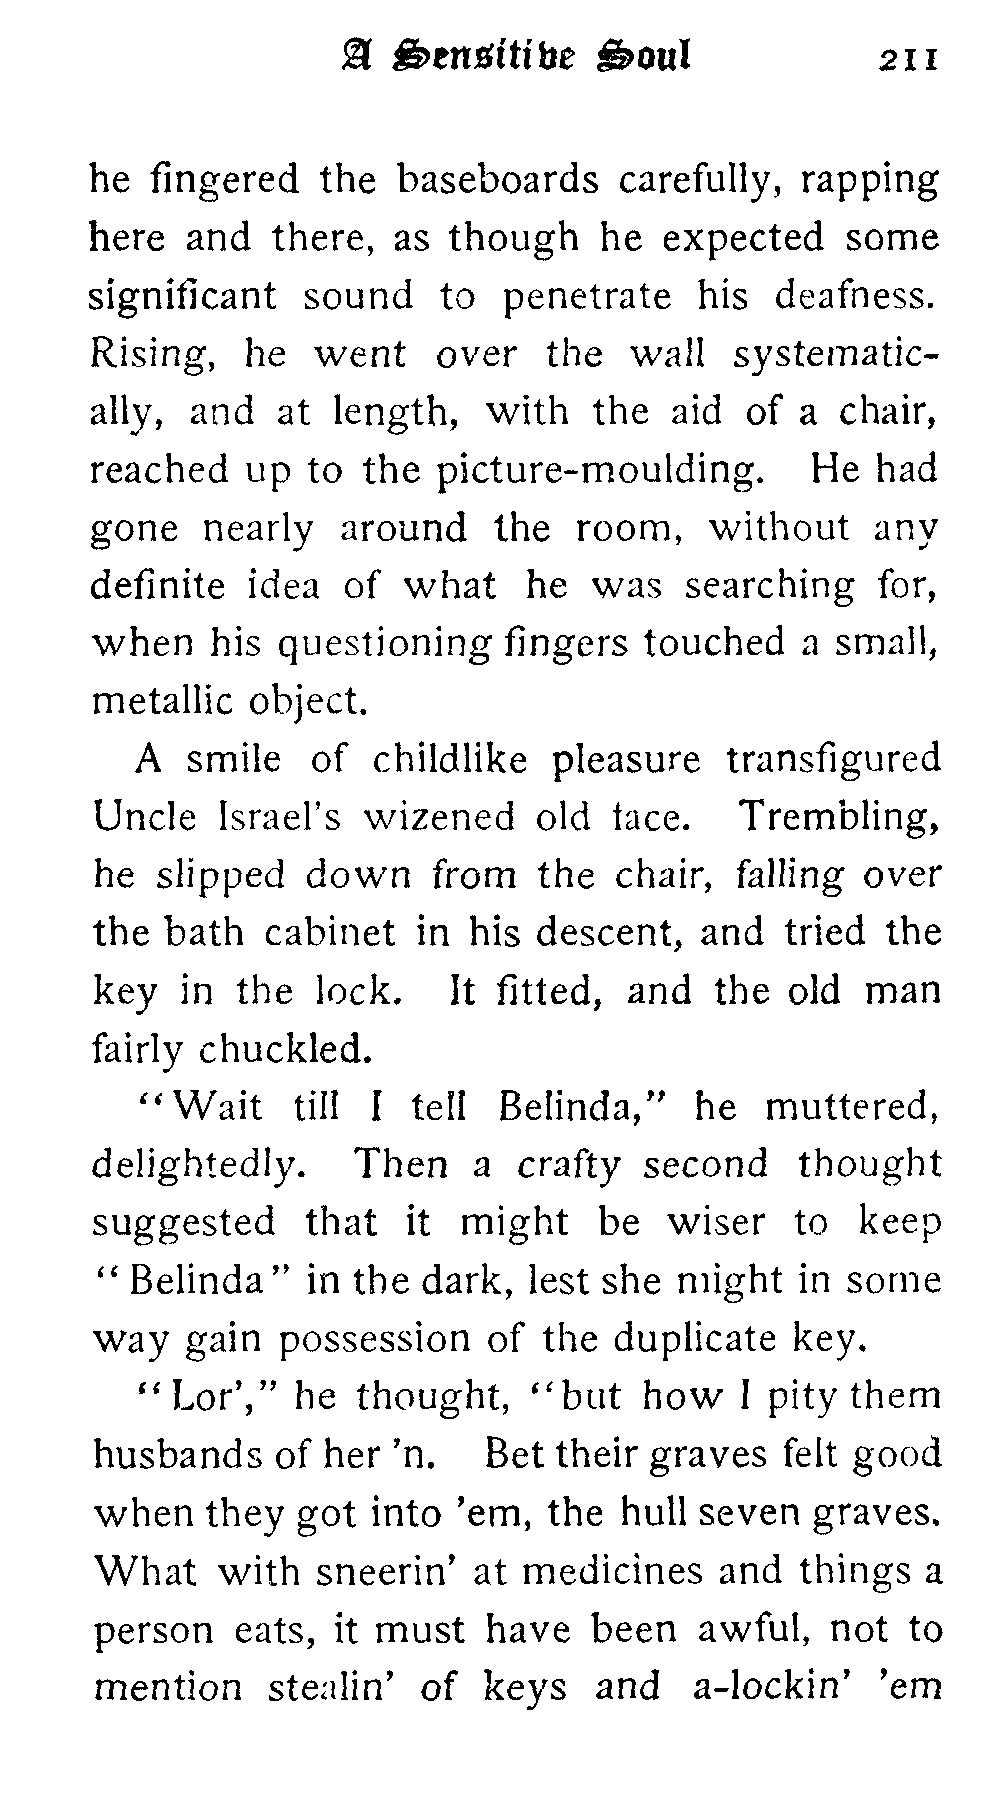 A Sensitive Soul 211
he fingered the baseboards carefully, rapping
here and there, as though he expected some
significant sound to penetrate his deafness.
Rising, he went over the wall systematic-
ally, and at length, with the aid of a chair,
reached up to the picture-moulding. He had
gone nearly around the room, without any
definite idea of what he was searching for,
when his questioning fingers touched a small,
metallic object.
A smile of childlike pleasure transfigured
Uncle Israel's wizened old face. Trembling,
he slipped down from the chair, falling over
the bath cabinet in his descent, and tried the
key in the lock. It fitted, and the old man
fairly chuckled.
"Wait till I tell Belinda," he muttered,
delightedly. Then a crafty second thought
suggested that it might be wiser to keep
"Belinda" in the dark, lest she might in some
way gain possession of the duplicate key.
"Lor'," he thought, "but how I pity them
husbands of her 'n. Bet their graves felt good
when they got into 'em, the hull seven graves.
What with sneerin' at medicines and things a
person eats, it must have been awful, not to
mention stealin' of keys and a-lockin' 'em